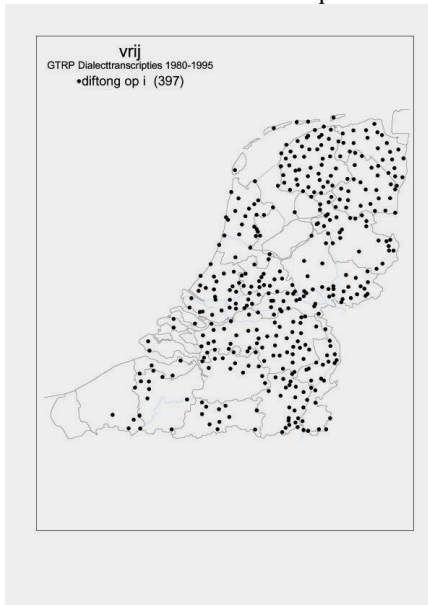 vrij
GTRP Dialecttranscripties 1980-1995
•diftong op i (397)